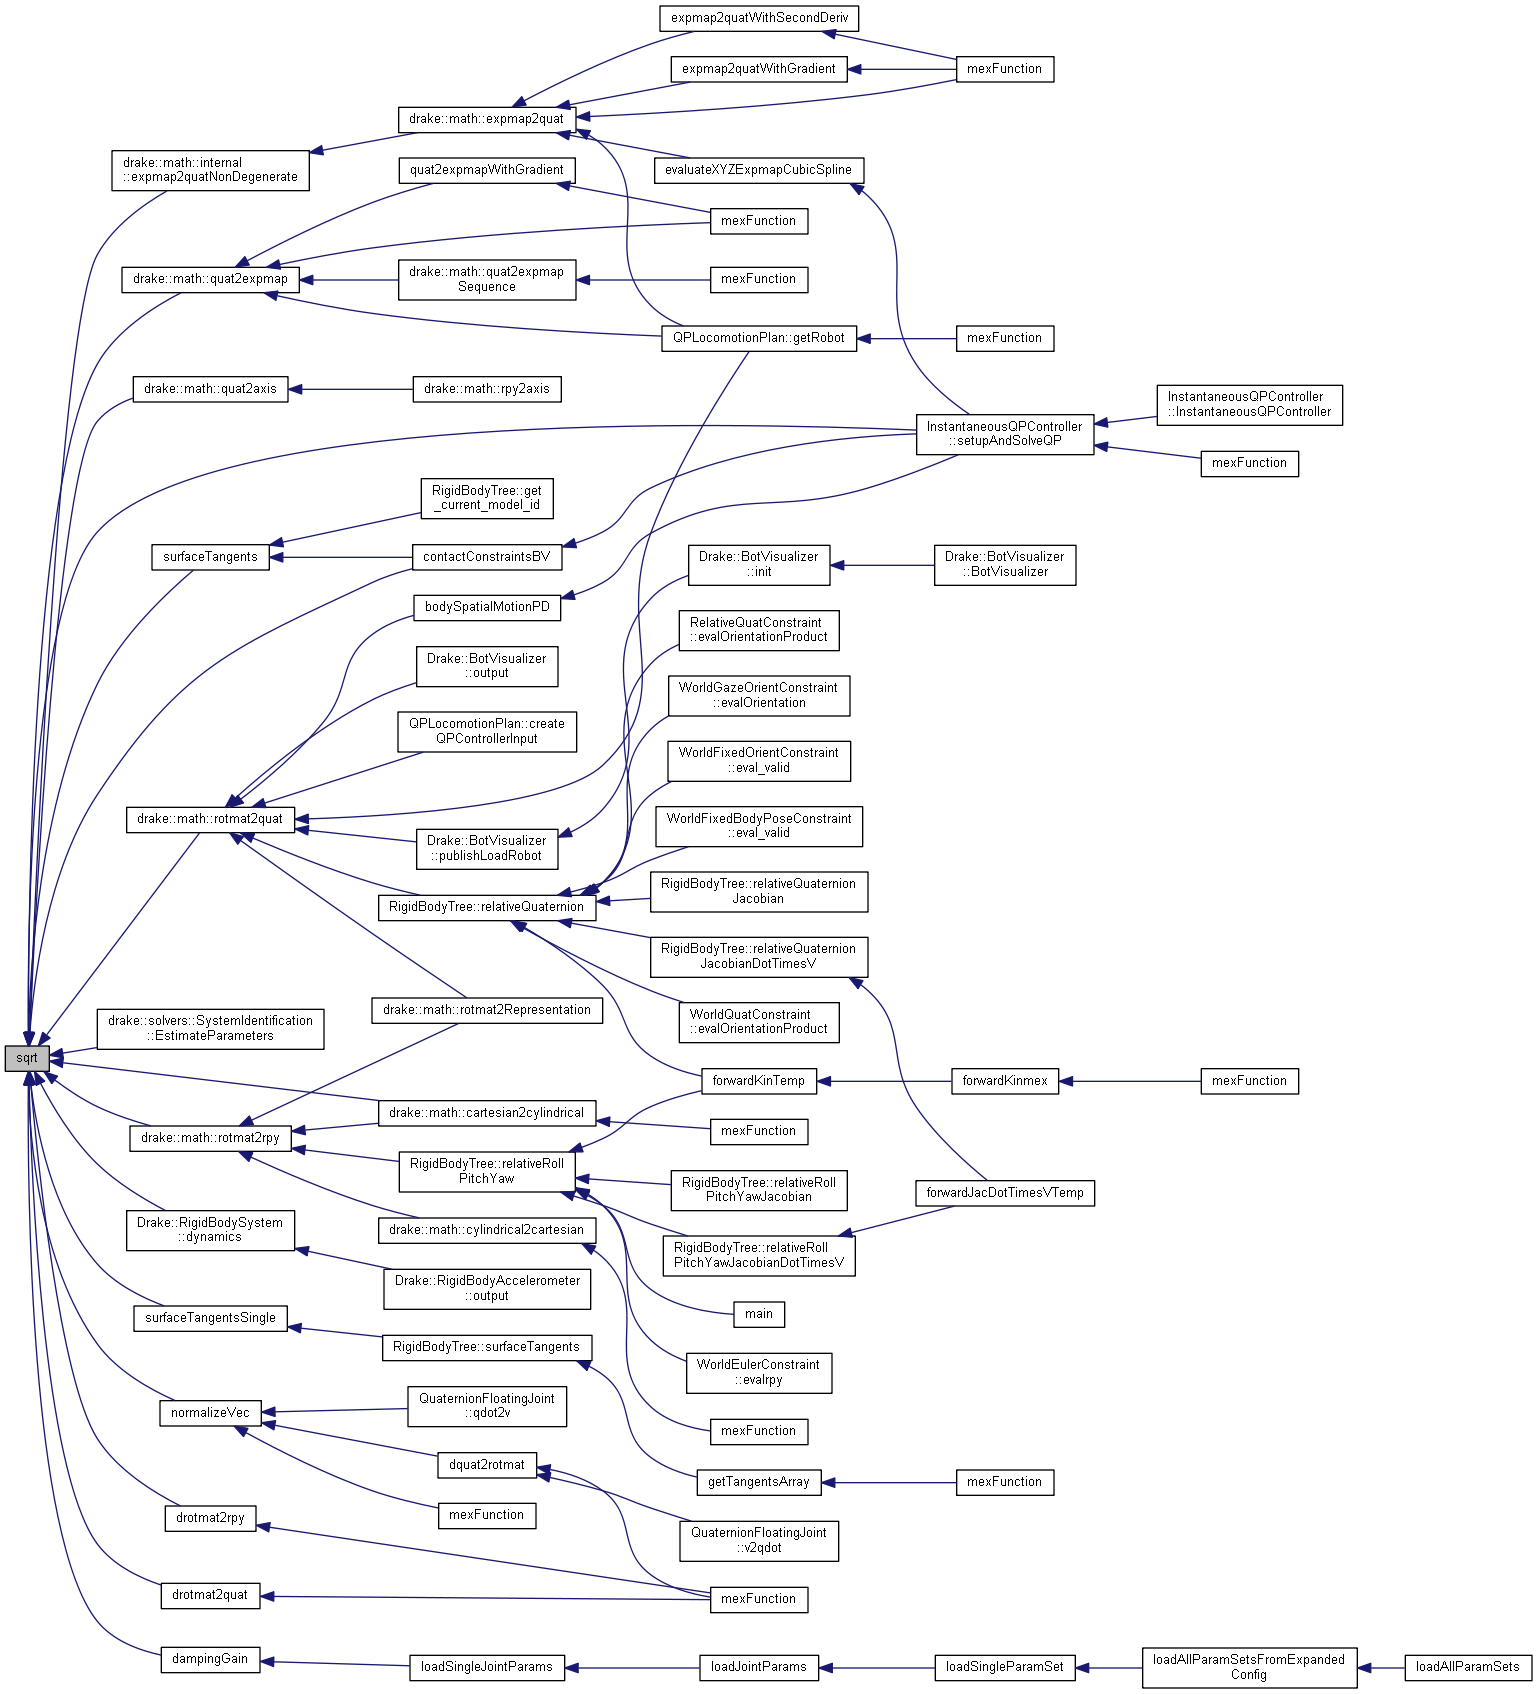 expmap2quatWithSecondDeriv
expmap2quatWithGradient
mexFunction
drake::math::expmap2quat
drake::math::internal
::expmap2quatNonDegenerate
quat2expmapWithGradient
evaluateXYZExpmapCubicSpline
mexFunction
drake::math::quat2expmap
drake::math::quat2expmap
Sequence
mexFunction
QPLocomotionPlan::getRobot
mexFunction
drake::math::quat2axis
drake::math::rpy2axis
InstantaneousQPController
::InstantaneousQPController
InstantaneousQPController
::setupAndSolveQP
mexFunction
RigidBodyTree::get
_current_model_id
surfaceTangents
contactConstraintsBV
Drake::BotVisualizer
::init
Drake::BotVisualizer
::BotVisualizer
bodySpatialMotionPD
RelativeQuatConstraint
::evalOrientationProduct
Drake::BotVisualizer
::output
WorldGazeOrientConstraint
::evalOrientation
QPLocomotionPlan::create
QPControllerInput
WorldFixedOrientConstraint
::eval_valid
drake::math::rotmat2quat
WorldFixedBodyPoseConstraint
::eval_valid
Drake::BotVisualizer
::publishLoadRobot
RigidBodyTree::relativeQuaternion
RigidBodyTree::relativeQuaternion
Jacobian
RigidBodyTree::relativeQuaternion
JacobianDotTimesV
drake::math::rotmat2Representation
WorldQuatConstraint
::evalOrientationProduct
drake::solvers::SystemIdentification
::EstimateParameters
sqrt
forwardKinTemp
forwardKinmex
mexFunction
drake::math::cartesian2cylindrical
mexFunction
drake::math::rotmat2rpy
RigidBodyTree::relativeRoll
PitchYaw
RigidBodyTree::relativeRoll
PitchYawJacobian
forwardJacDotTimesVTemp
Drake::RigidBodySystem
::dynamics
drake::math::cylindrical2cartesian
RigidBodyTree::relativeRoll
PitchYawJacobianDotTimesV
Drake::RigidBodyAccelerometer
::output
main
surfaceTangentsSingle
RigidBodyTree::surfaceTangents
WorldEulerConstraint
::evalrpy
normalizeVec
QuaternionFloatingJoint
::qdot2v
mexFunction
dquat2rotmat
getTangentsArray
mexFunction
drotmat2rpy
mexFunction
QuaternionFloatingJoint
::v2qdot
drotmat2quat
mexFunction
dampingGain
loadSingleJointParams
loadJointParams
loadSingleParamSet
loadAllParamSetsFromExpanded
Config
loadAllParamSets